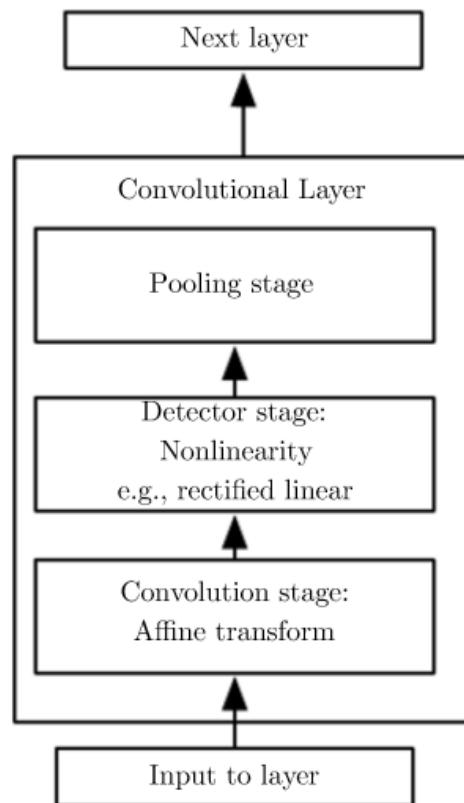 Next layer
Convolutional Layer
Pooling stage
Detector stage:
Nonlinearity
e.g., rectified linear
Convolution stage:
Affine transform
Input to layer